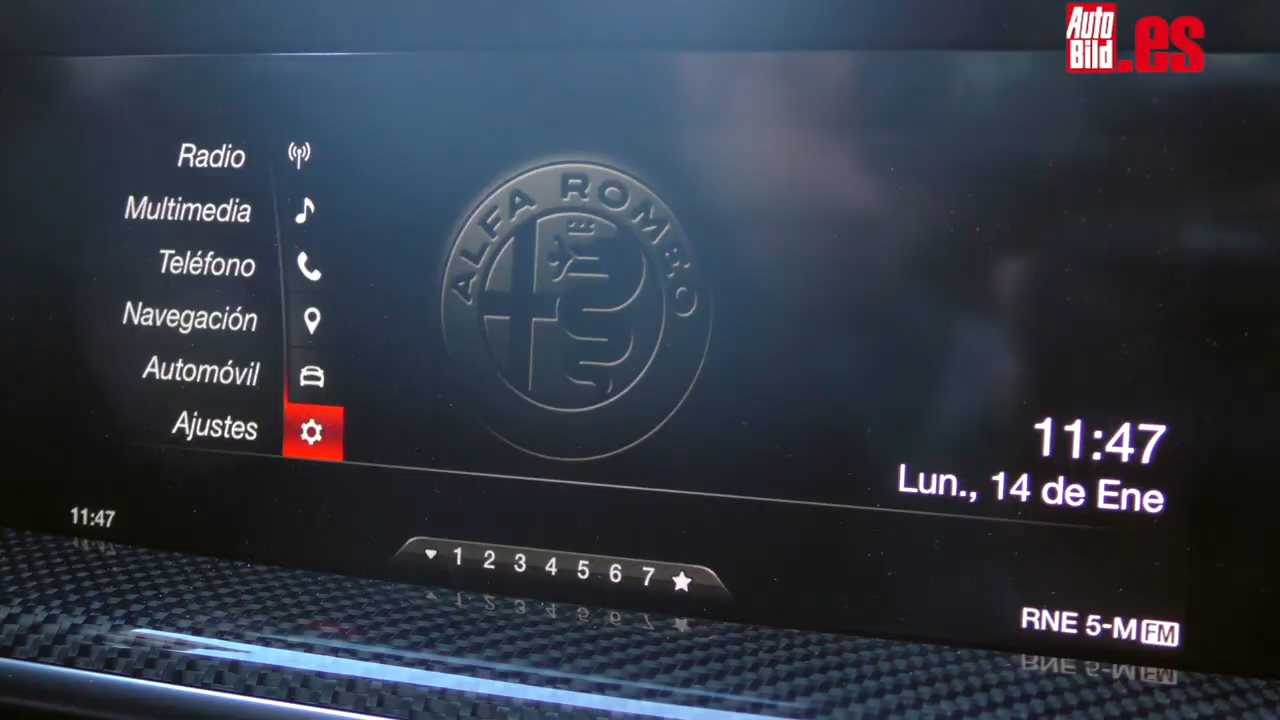 Auto
Bild.es
Radio
Multimedia
Teléfono
Navegación
Automóvil
Ajustes
ALFA ROMEO
11:47
Lun., 14 de Ene
11:47
1 2 3 4 5 6 7
RNE 5-M FM